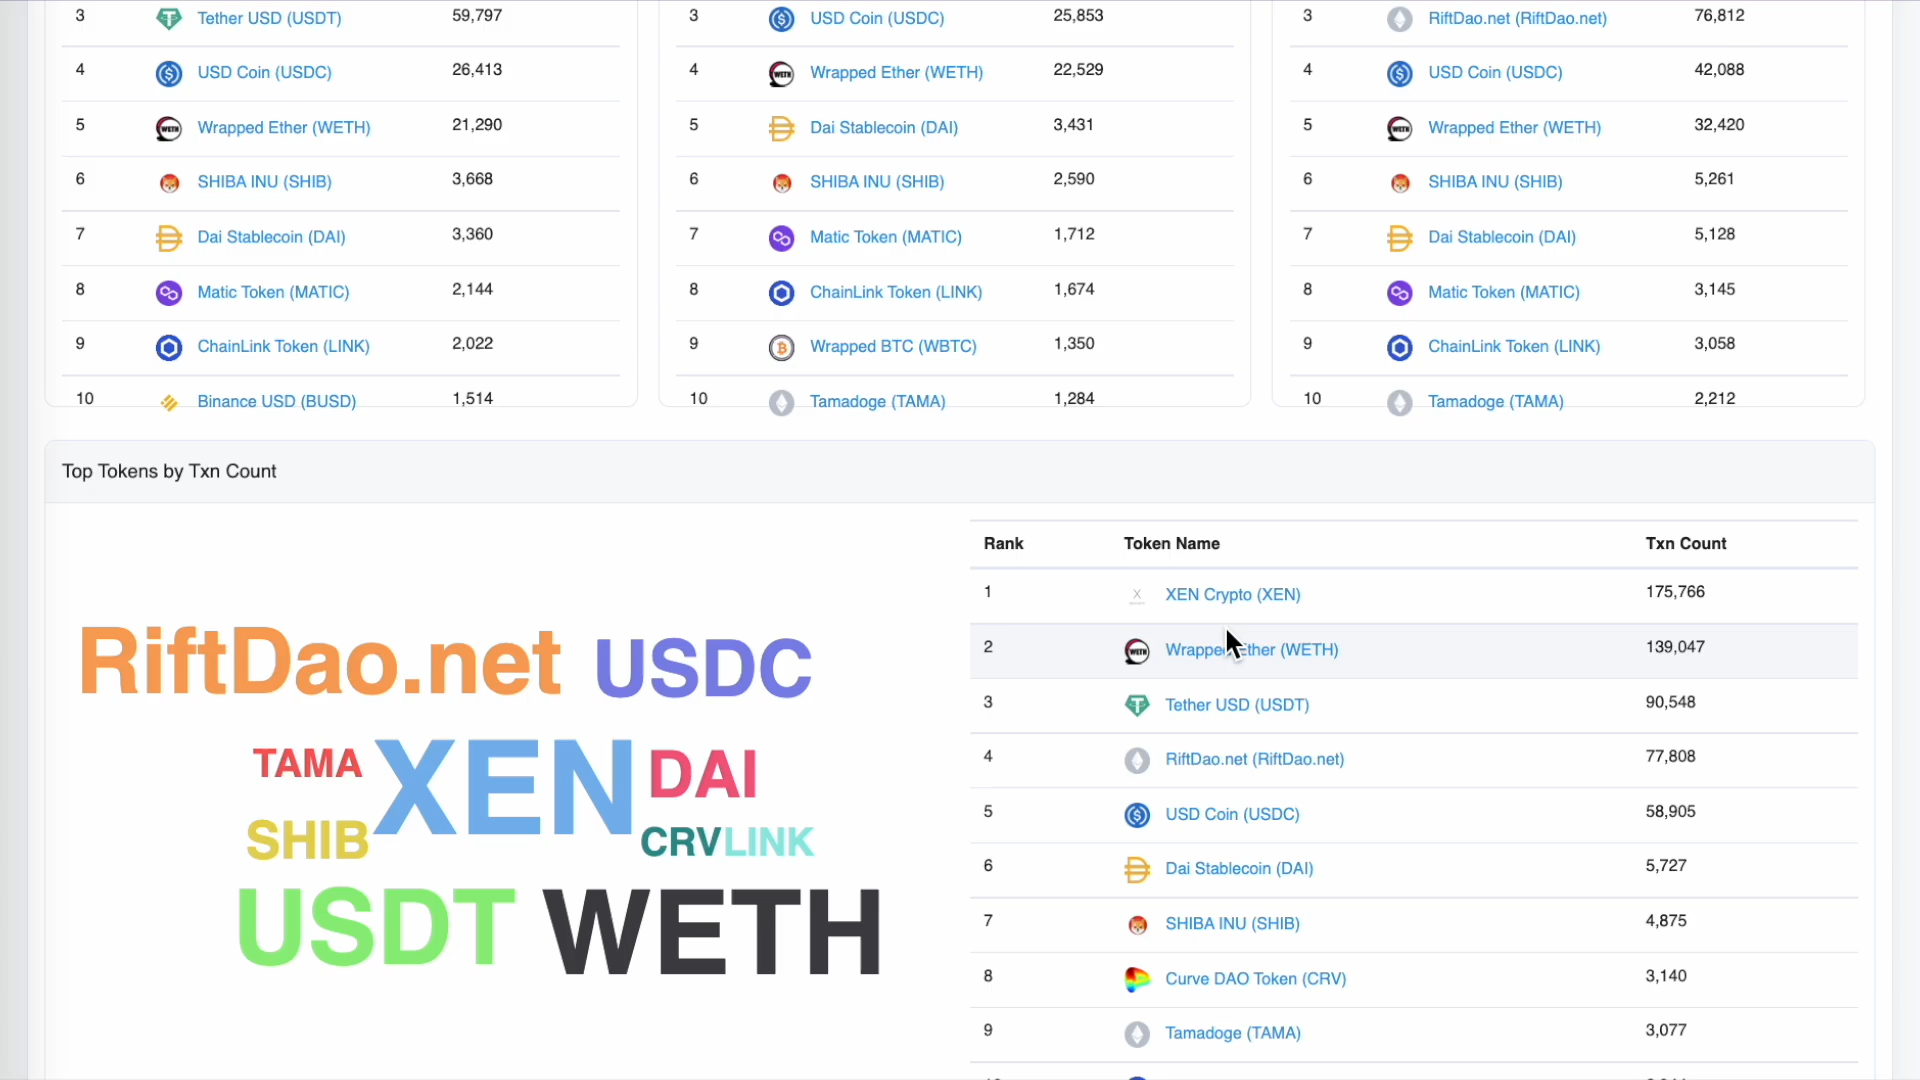 3 Tether USD (USDT) 59,797
4 USD Coin (USDC) 26,413
5 Wrapped Ether (WETH) 21,290
6 SHIBA INU (SHIB) 3,668
7 Dai Stablecoin (DAI) 3,360
8 Matic Token (MATIC) 2,144
9 ChainLink Token (LINK) 2,022
10 Binance USD (BUSD) 1,514
3 USD Coin (USDC) 25,853
4 Wrapped Ether (WETH) 22,529
5 Dai Stablecoin (DAI) 3,431
6 SHIBA INU (SHIB) 2,590
7 Matic Token (MATIC) 1,712
8 ChainLink Token (LINK) 1,674
9 Wrapped BTC (WBTC) 1,350
10 Tamadoge (TAMA) 1,284
3 RiftDao.net (RiftDao.net) 76,812
4 USD Coin (USDC) 42,088
5 Wrapped Ether (WETH) 32,420
6 SHIBA INU (SHIB) 5,261
7 Dai Stablecoin (DAI) 5,128
8 Matic Token (MATIC) 3,145
9 ChainLink Token (LINK) 3,058
10 Tamadoge (TAMA) 2,212
Top Tokens by Txn Count
RiftDao.net USDC
TAMA XEN DAI
SHIB CRV LINK
USDT WETH
Rank Token Name Txn Count
1 XEN Crypto (XEN) 175,766
2 Wrapped Ether (WETH) 139,047
3 Tether USD (USDT) 90,548
4 RiftDao.net (RiftDao.net) 77,808
5 USD Coin (USDC) 58,905
6 Dai Stablecoin (DAI) 5,727
7 SHIBA INU (SHIB) 4,875
8 Curve DAO Token (CRV) 3,140
9 Tamadoge (TAMA) 3,077